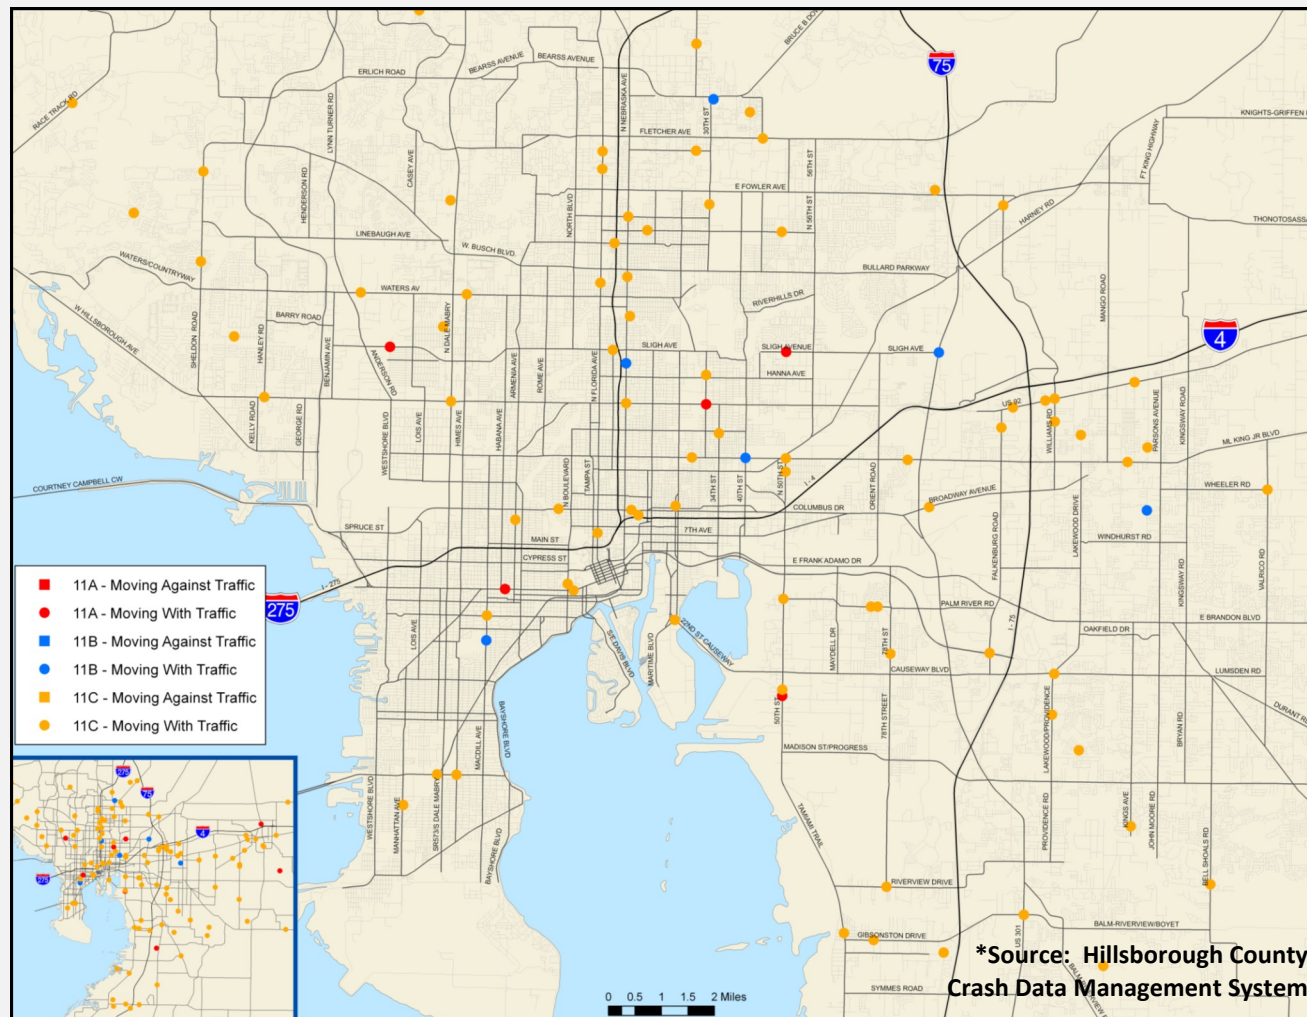 BRUCE B DO
75
BEARSS AVENUE
BEARSS AVENUE
ERLICH ROAD
N NEBRASKA AVE
30TH ST
RACE TRACK RD
LYNN TURNER RD
KNIGHTS-GRIFFEN
FLETCHER AVE
FT KING HIGHWAY
CASEY AVE
56TH ST
HENDERSON RD
E FOWLER AVE
NORTH BLVD
N 56TH ST
HARNEY RD
THONOTOSASS
LINEBAUGH AVE
W. BUSCH BLVD.
WATERS/COUNTRYWAY
BULLARD PARKWAY
WATERS AV
RIVERHILLS DR
MANGO ROAD
W HILLSBOROUGH AVE
BARRY ROAD
SHELDON ROAD
HANLEY RD
BENJAMIN AVE
N DALE MABRY
4
SLIGH AVE
SLIGH AVENUE
SLIGH AVE
ANDERSON RD
ARMENIA AVE
ROME AVE
N FLORIDA AVE
HANNA AVE
US 92
KELLY ROAD
GEORGE RD
WESTSHORE BLVD
LOIS AVE
HIMES AVE
HABANA AVE
WILLIAMS RD
PARSONS AVENUE
KINGSWAY ROAD
ML KING JR BLVD
COURTNEY CAMPBELL CW
N BOULEVARD
TAMPA ST
34TH ST
40TH ST
N 50TH ST
I - 4
ORIENT ROAD
BROADWAY AVENUE
WHEELER RD
COLUMBUS DR
SPRUCE ST
MAIN ST
7TH AVE
FALKENBURG ROAD
LAKEWOOD DRIVE
WINDHURST RD
CYPRESS ST
E FRANK ADAMO DR
KINGSWAY RD
VALRICO RD
11A - Moving Against Traffic
11A - Moving With Traffic
11B - Moving Against Traffic
11B - Moving With Traffic
11C - Moving Against Traffic
11C - Moving With Traffic
I - 275
275
PALM RIVER RD
E BRANDON BLVD
LOIS AVE
S/E DAVIS BLVD
MARITIME BLVD
22ND ST CAUSEWAY
MAYDELL DR
78TH ST
I - 75
OAKFIELD DR
CAUSEWAY BLVD
LUMSDEN RD
BAYSHORE BLVD
50TH ST
78TH STREET
LAKEWOOD/PROVIDENCE
BRYAN RD
DURANT R
MACDILL AVE
MADISON ST/PROGRESS
WESTSHORE BLVD
MANHATTAN AVE
SR573/S DALE MABRY
BAYSHORE BLVD
TAMIAMI TRAIL
PROVIDENCE RD
KINGS AVE
JOHN MOORE RD
BELL SHOALS RD
275
75
4
275
RIVERVIEW DRIVE
US 301
BALM-RIVERVIEW/BOYET
GIBSONSTON DRIVE
SYMMES ROAD
*Source: Hillsborough County
Crash Data Management System
0 0.5 1 1.5 2 Miles